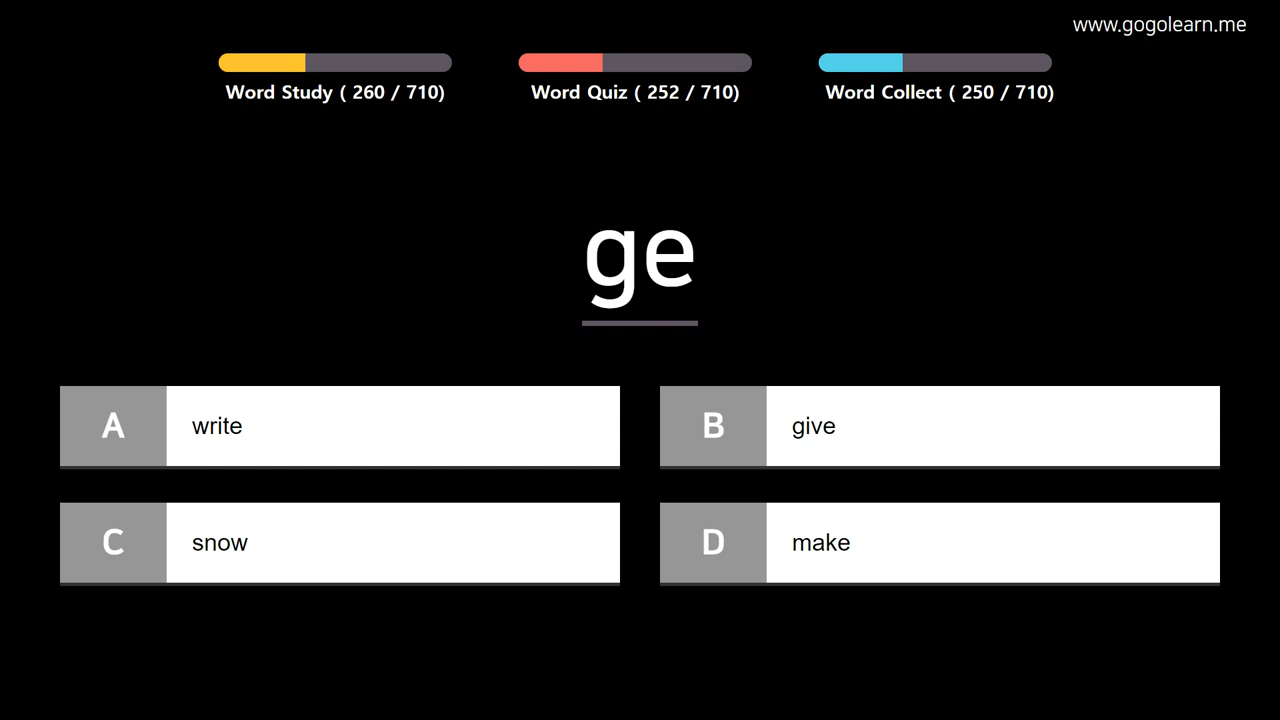 www.gogolearn.me
Word Study ( 260 / 710)
Word Quiz ( 252 / 710)
Word Collect ( 250 / 710)
ge
A write
B give
C snow
D make